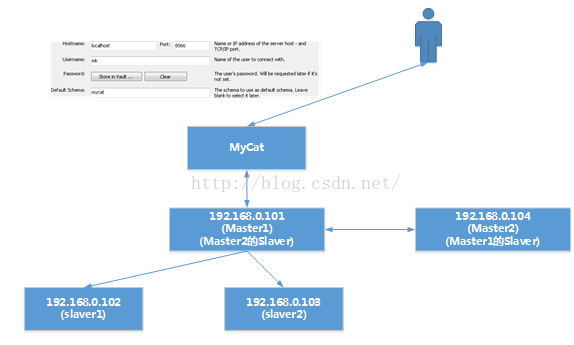 Hostname: localhost Port: 8066 Name or IP address of the server host - and
TCP/IP port.
Username: mk Name of the user to connect with.
Password: Store in Vault ... Clear The user's password. Will be requested later if it's
not set.
Default Schema: mycat The schema to use as default schema. Leave
blank to select it later.
MyCat
http://blog.csdn.net/
192.168.0.101
(Master1)
(Master2的Slaver)
192.168.0.104
(Master2)
(Master1的Slaver)
192.168.0.102
(slaver1)
192.168.0.103
(slaver2)